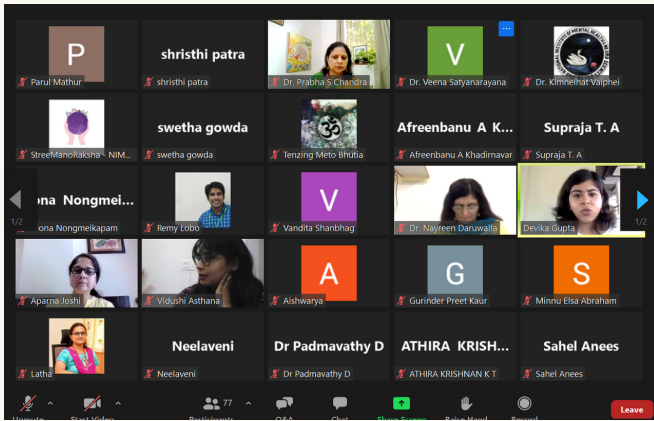 P
Parul Mathur
shristhi patra
shristhi patra
Dr. Prabha S Chandra
V
Dr. Veena Satyanarayana
...
Dr. Kimneihat Vaiphei
StreeManoRaksha - NIM...
swetha gowda
swetha gowda
Tenzing Meto Bhutia
Afreenbanu A K...
Afreenbanu A Khadirnavar
Supraja T. A
Supraja T. A
ona Nongmei...
ona Nongmeikapam
1/2
Remy Lobo
V
Vandita Shanbhag
Dr. Nayreen Daruwalla
Devika Gupta
1/2
Aparna Joshi
Vidushi Asthana
A
Aishwarya
G
Gurinder Preet Kaur
S
Minnu Elsa Abraham
Latha
Neelaveni
Neelaveni
Dr Padmavathy D
Dr Padmavathy D
ATHIRA KRISH...
ATHIRA KRISHNAN K T
Sahel Anees
Sahel Anees
Unmute
Start Video
77
Participants
Q&A
Chat
Share Screen
Raise Hand
Record
Leave